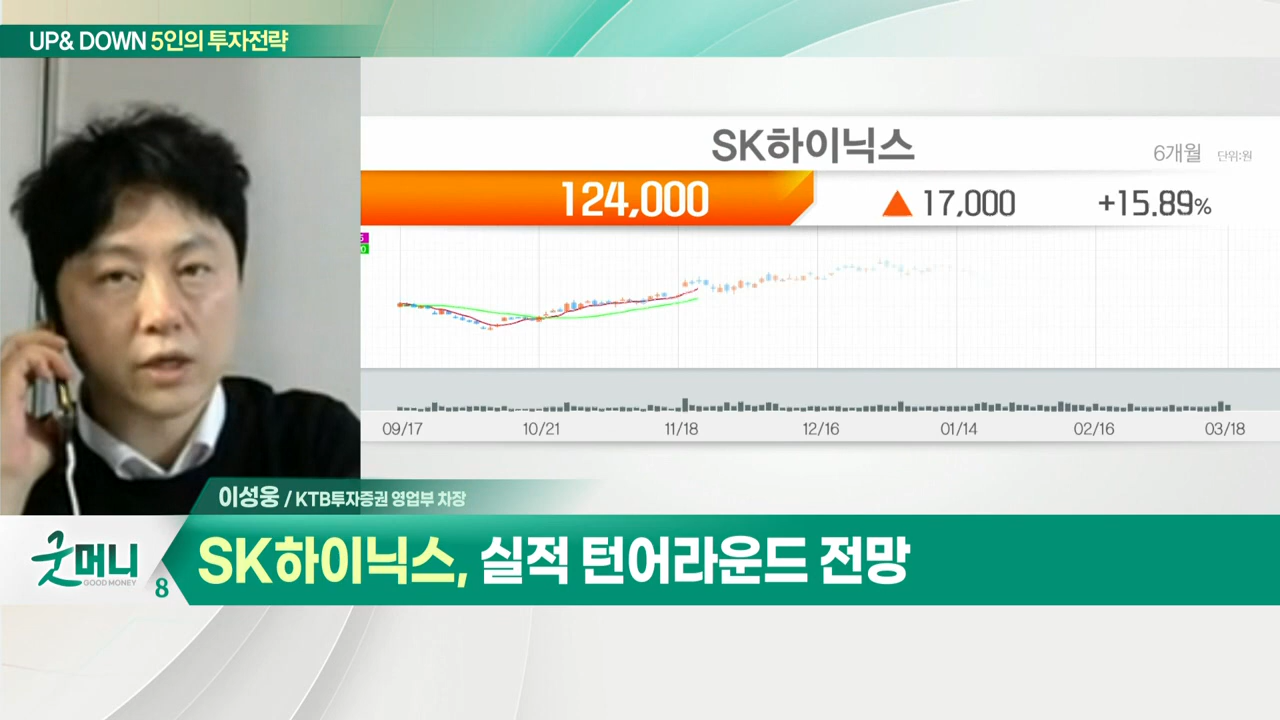 UP& DOWN 5인의 투자전략
SK하이닉스
6개월 단위:원
124,000 ▲ 17,000 +15.89%
09/17 10/21 11/18 12/16 01/14 02/16 03/18
이성웅 / KTB투자증권 영업부 차장
굿머니
GOOD MONEY
8
SK하이닉스, 실적 턴어라운드 전망